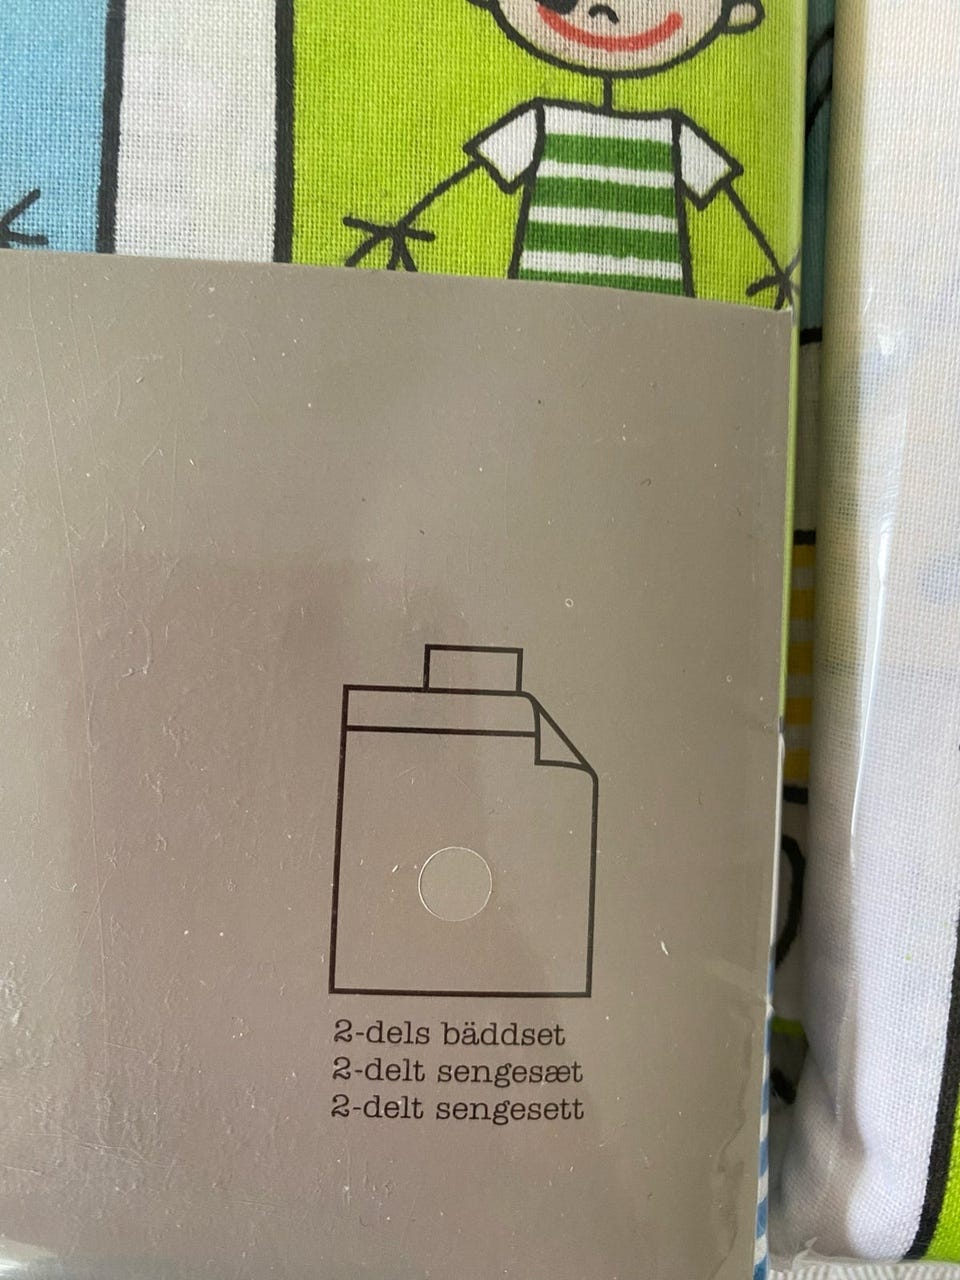 2-dels bäddset
2-delt sengesæt
2-delt sengesett